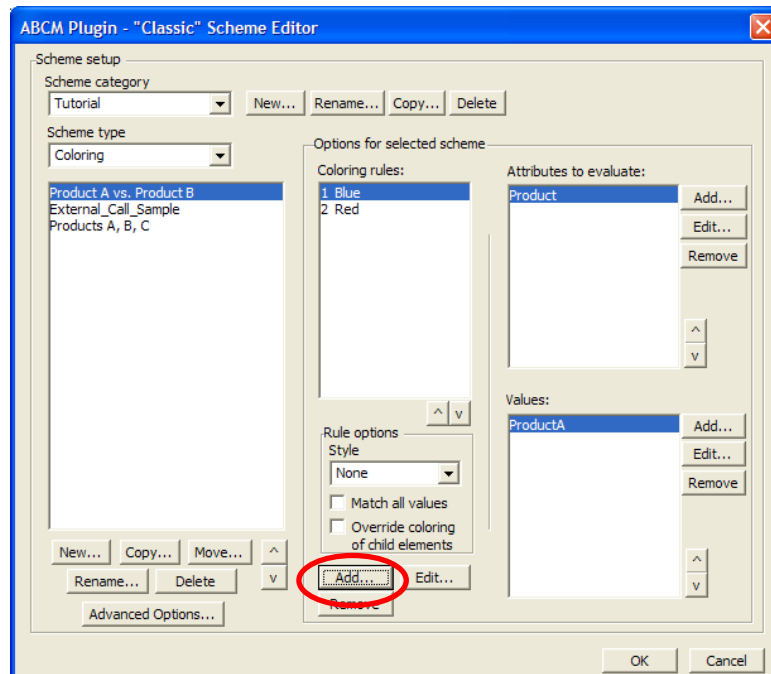 ABCM Plugin - "Classic" Scheme Editor
Scheme setup
Scheme category
Tutorial
New... Rename... Copy... Delete
Scheme type
Coloring
Product A vs. Product B
External_Call_Sample
Products A, B, C
New... Copy... Move... ^
Rename... Delete v
Advanced Options...
Options for selected scheme
Coloring rules:
1 Blue
2 Red
^ v
Rule options
Style
None
Match all values
Override coloring
of child elements
Add... Edit...
Remove
Attributes to evaluate:
Product
Add...
Edit...
Remove
^
v
Values:
ProductA
Add...
Edit...
Remove
^
v
OK Cancel